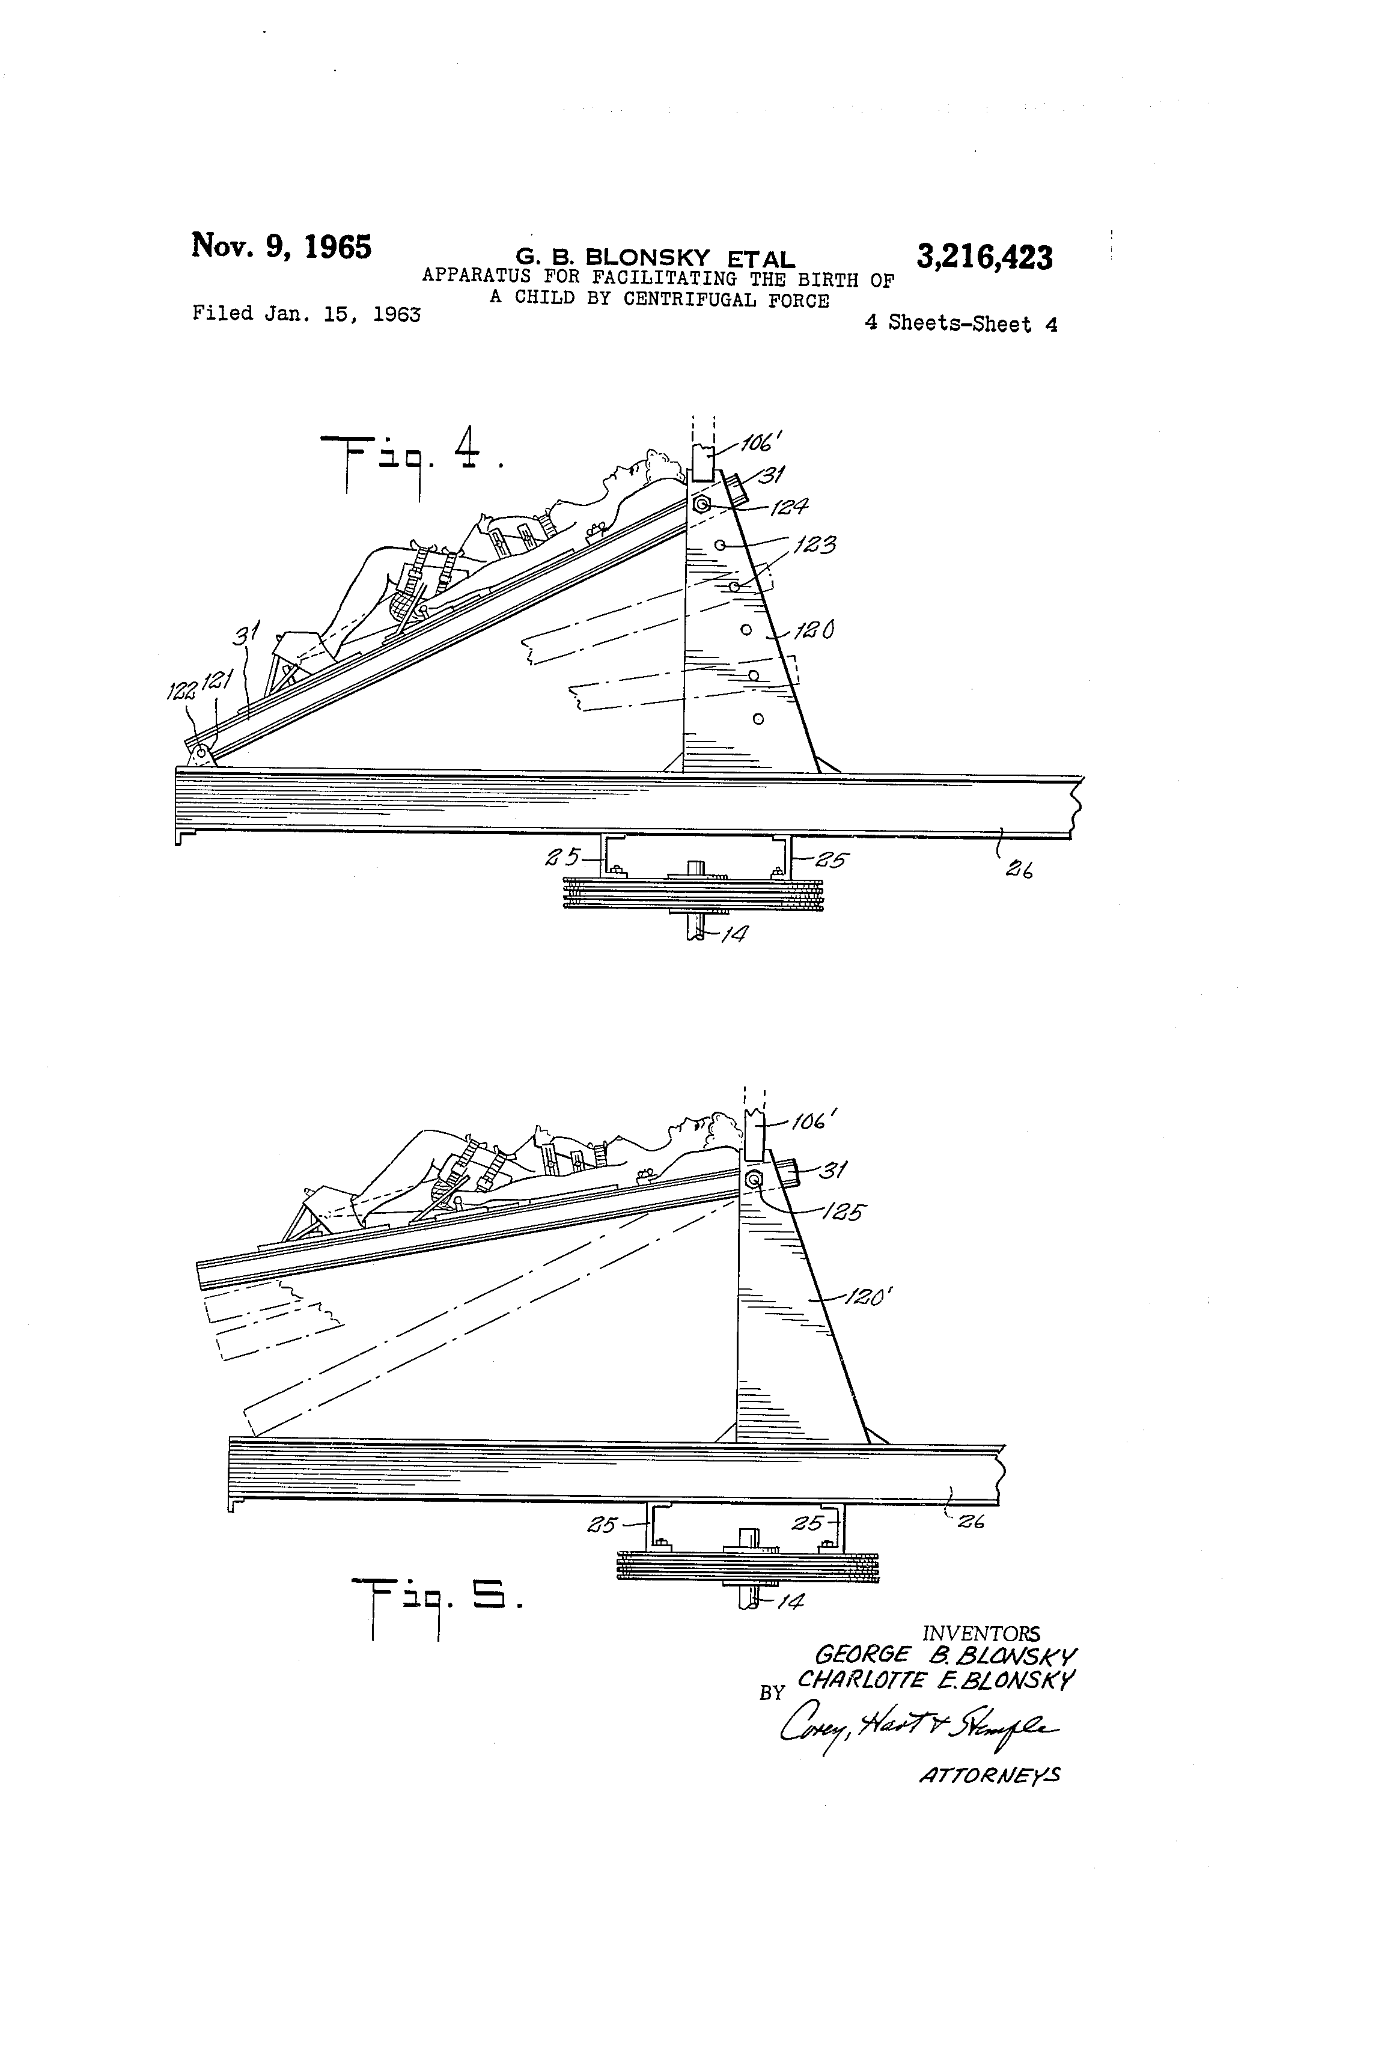 Nov. 9, 1965
G. B. BLONSKY ETAL
3,216,423
APPARATUS FOR FACILITATING THE BIRTH OF
A CHILD BY CENTRIFUGAL FORCE
Filed Jan. 15, 1963
4 Sheets-Sheet 4
Fig. 4.
106'
31
124
123
120
31
122
121
25
25
26
14
106'
31
125
120'
25
25
26
14
Fig. 5.
INVENTORS
GEORGE B. BLONSKY
CHARLOTTE E. BLONSKY
BY
Corey, Hart & Stemple
ATTORNEYS